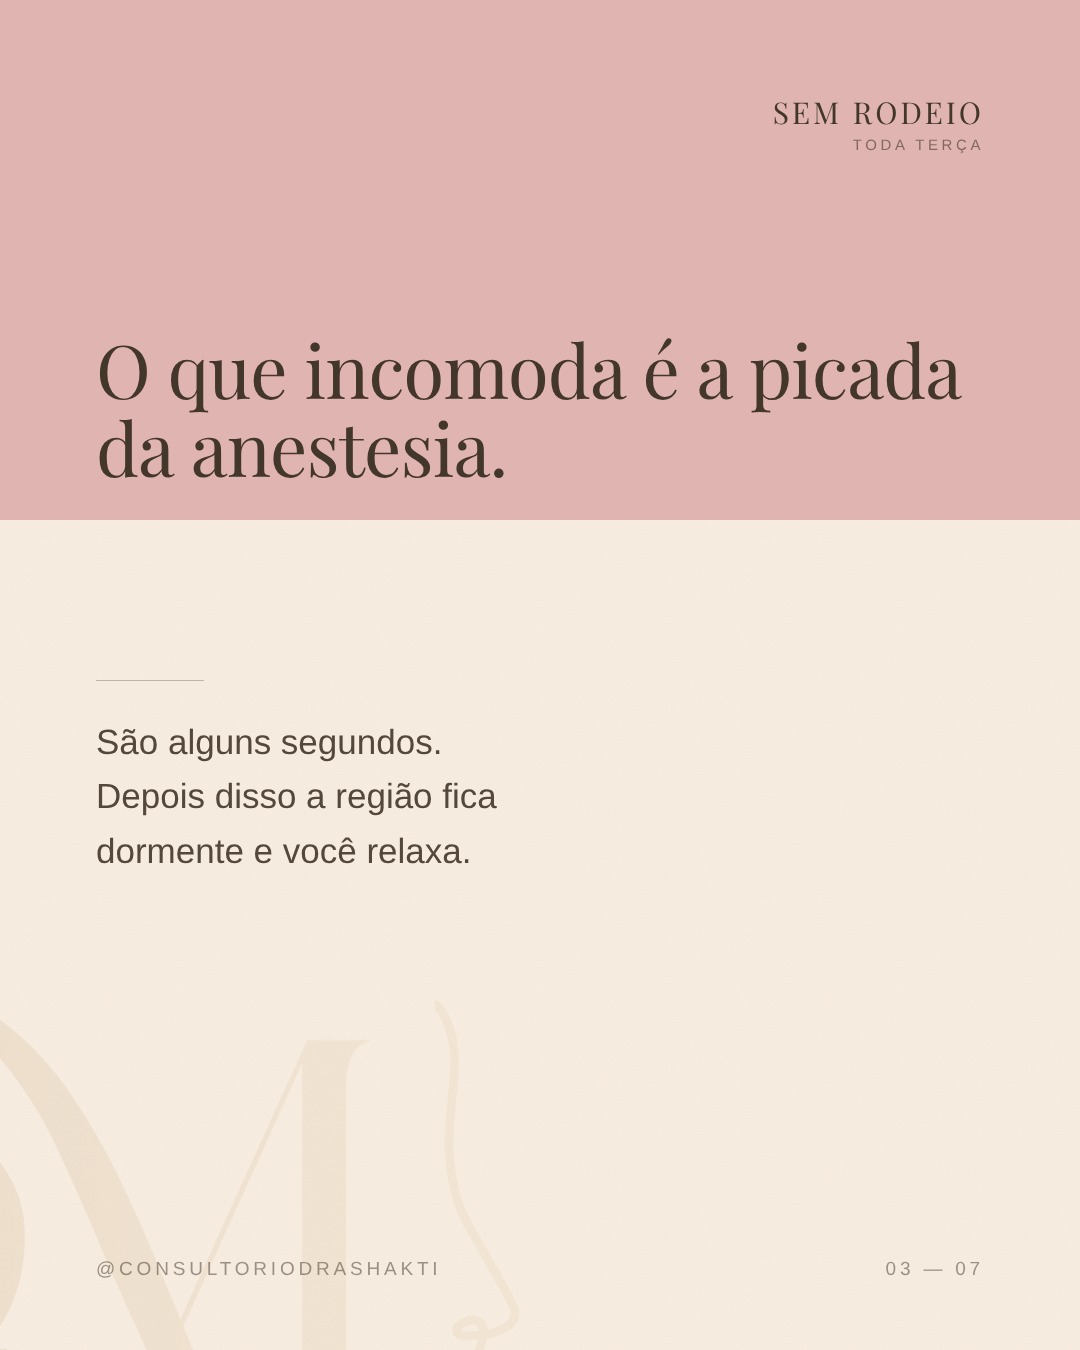 SEM RODEIO
TODA TERÇA
O que incomoda é a picada
da anestesia.
São alguns segundos.
Depois disso a região fica
dormente e você relaxa.
@CONSULTORIODRASHAKTI
03 — 07